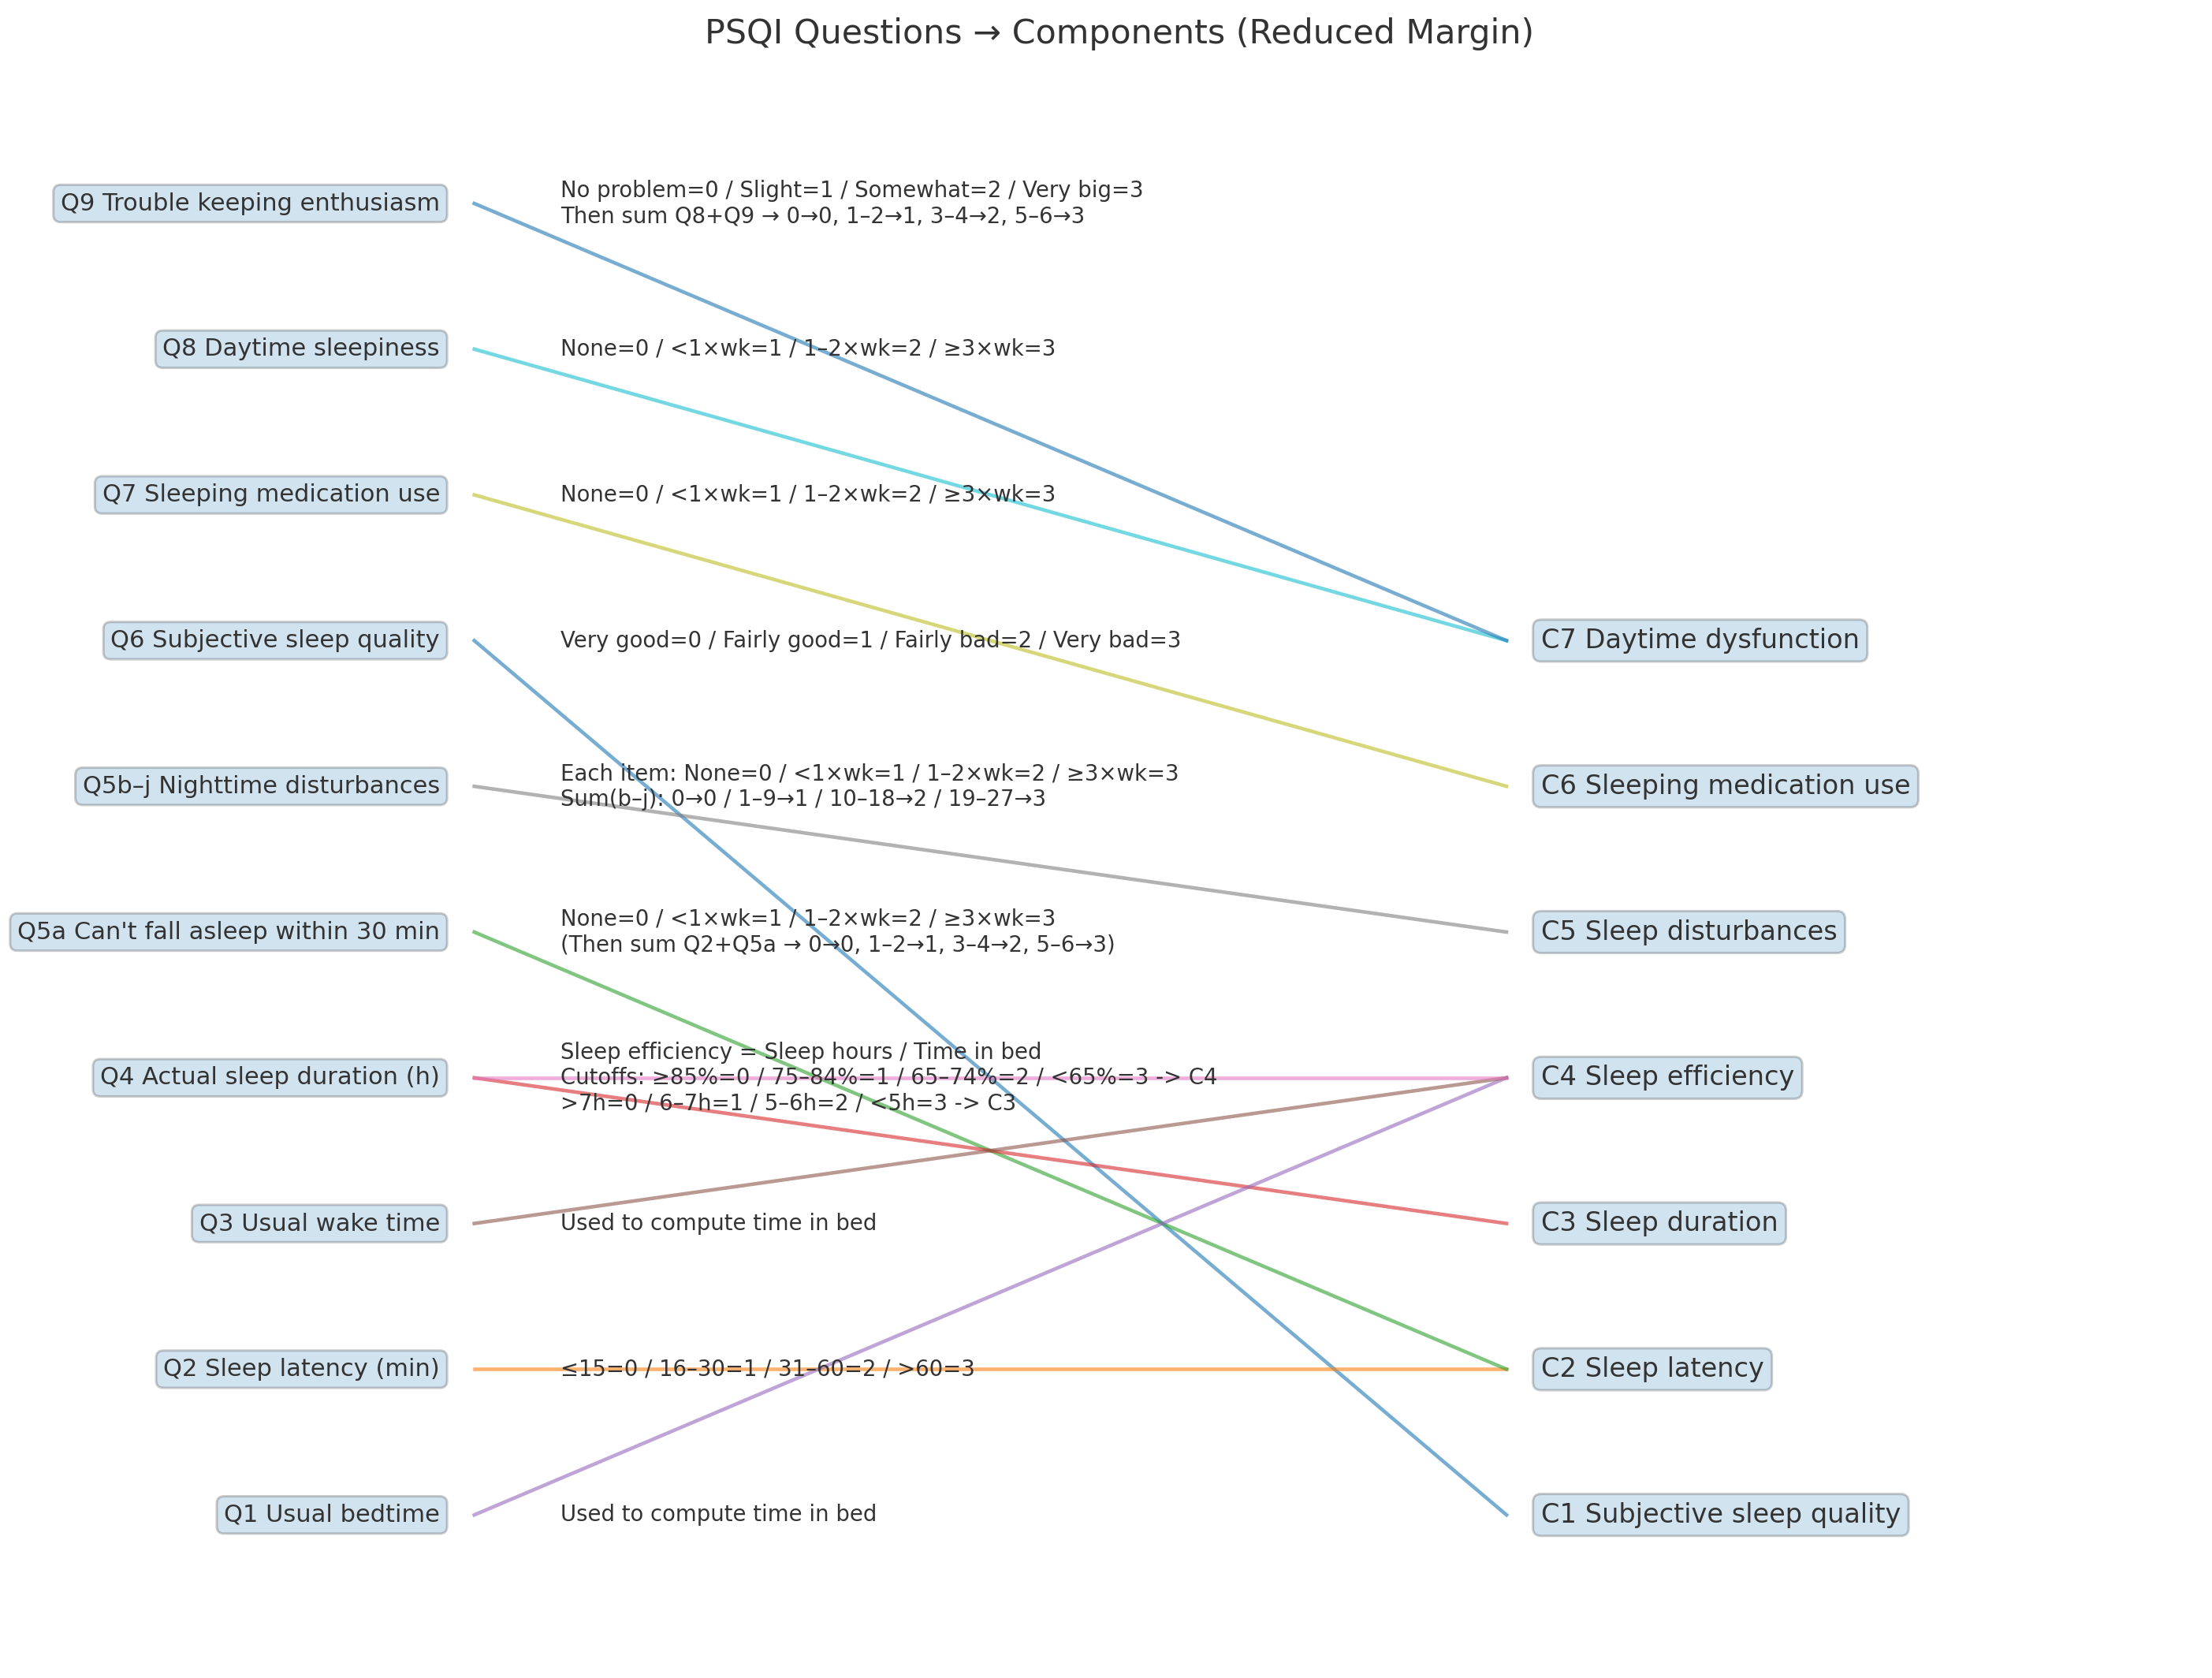 PSQI Questions → Components (Reduced Margin)
Q9 Trouble keeping enthusiasm
No problem=0 / Slight=1 / Somewhat=2 / Very big=3
Then sum Q8+Q9 → 0→0, 1–2→1, 3–4→2, 5–6→3
Q8 Daytime sleepiness
None=0 / <1×wk=1 / 1–2×wk=2 / ≥3×wk=3
Q7 Sleeping medication use
None=0 / <1×wk=1 / 1–2×wk=2 / ≥3×wk=3
Q6 Subjective sleep quality
Very good=0 / Fairly good=1 / Fairly bad=2 / Very bad=3
C7 Daytime dysfunction
Q5b–j Nighttime disturbances
Each item: None=0 / <1×wk=1 / 1–2×wk=2 / ≥3×wk=3
Sum(b–j): 0→0 / 1–9→1 / 10–18→2 / 19–27→3
C6 Sleeping medication use
Q5a Can't fall asleep within 30 min
None=0 / <1×wk=1 / 1–2×wk=2 / ≥3×wk=3
(Then sum Q2+Q5a → 0→0, 1–2→1, 3–4→2, 5–6→3)
C5 Sleep disturbances
Q4 Actual sleep duration (h)
Sleep efficiency = Sleep hours / Time in bed
Cutoffs: ≥85%=0 / 75–84%=1 / 65–74%=2 / <65%=3 -> C4
>7h=0 / 6–7h=1 / 5–6h=2 / <5h=3 -> C3
C4 Sleep efficiency
Q3 Usual wake time
Used to compute time in bed
C3 Sleep duration
Q2 Sleep latency (min)
≤15=0 / 16–30=1 / 31–60=2 / >60=3
C2 Sleep latency
Q1 Usual bedtime
Used to compute time in bed
C1 Subjective sleep quality